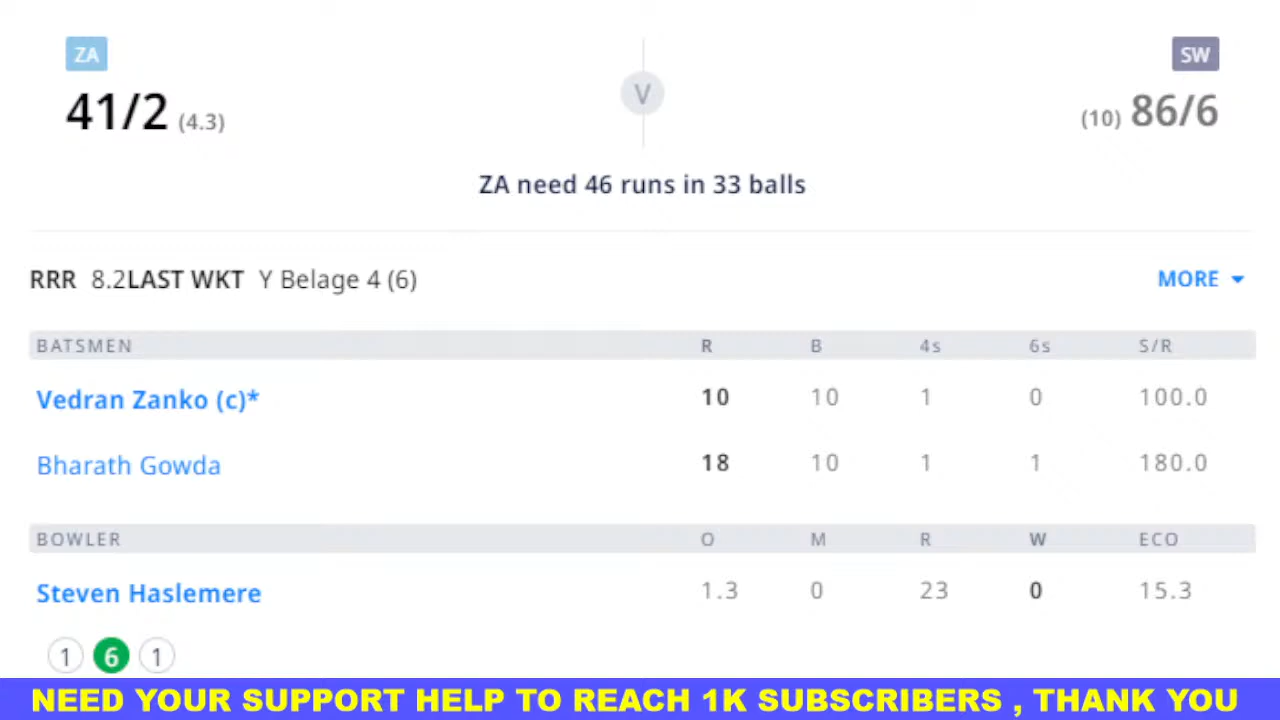 ZA
SW
41/2 (4.3)
V
(10) 86/6
ZA need 46 runs in 33 balls
RRR 8.2LAST WKT Y Belage 4 (6)
MORE
BATSMEN R B 4s 6s S/R
Vedran Zanko (c)* 10 10 1 0 100.0
Bharath Gowda 18 10 1 1 180.0
BOWLER O M R W ECO
Steven Haslemere 1.3 0 23 0 15.3
1 6 1
NEED YOUR SUPPORT HELP TO REACH 1K SUBSCRIBERS , THANK YOU